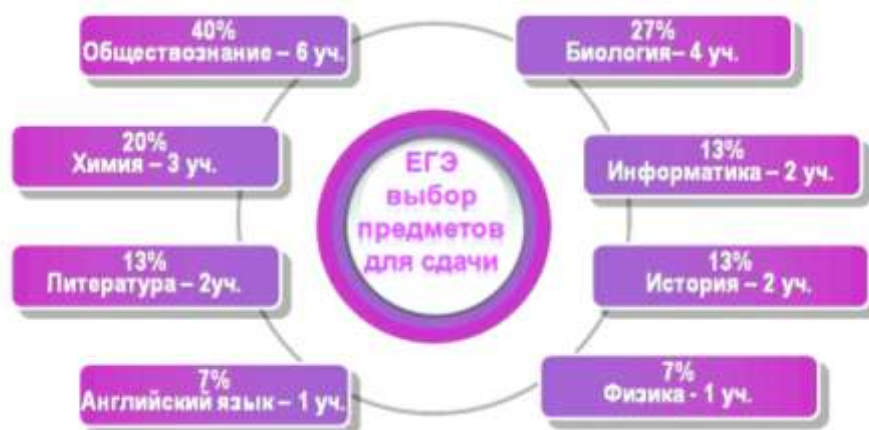 40%
Обществознание – 6 уч.
27%
Биология– 4 уч.
20%
Химия – 3 уч.
13%
Информатика – 2 уч.
ЕГЭ
выбор
предметов
для сдачи
13%
Литература – 2уч.
13%
История – 2 уч.
7%
Английский язык – 1 уч.
7%
Физика - 1 уч.